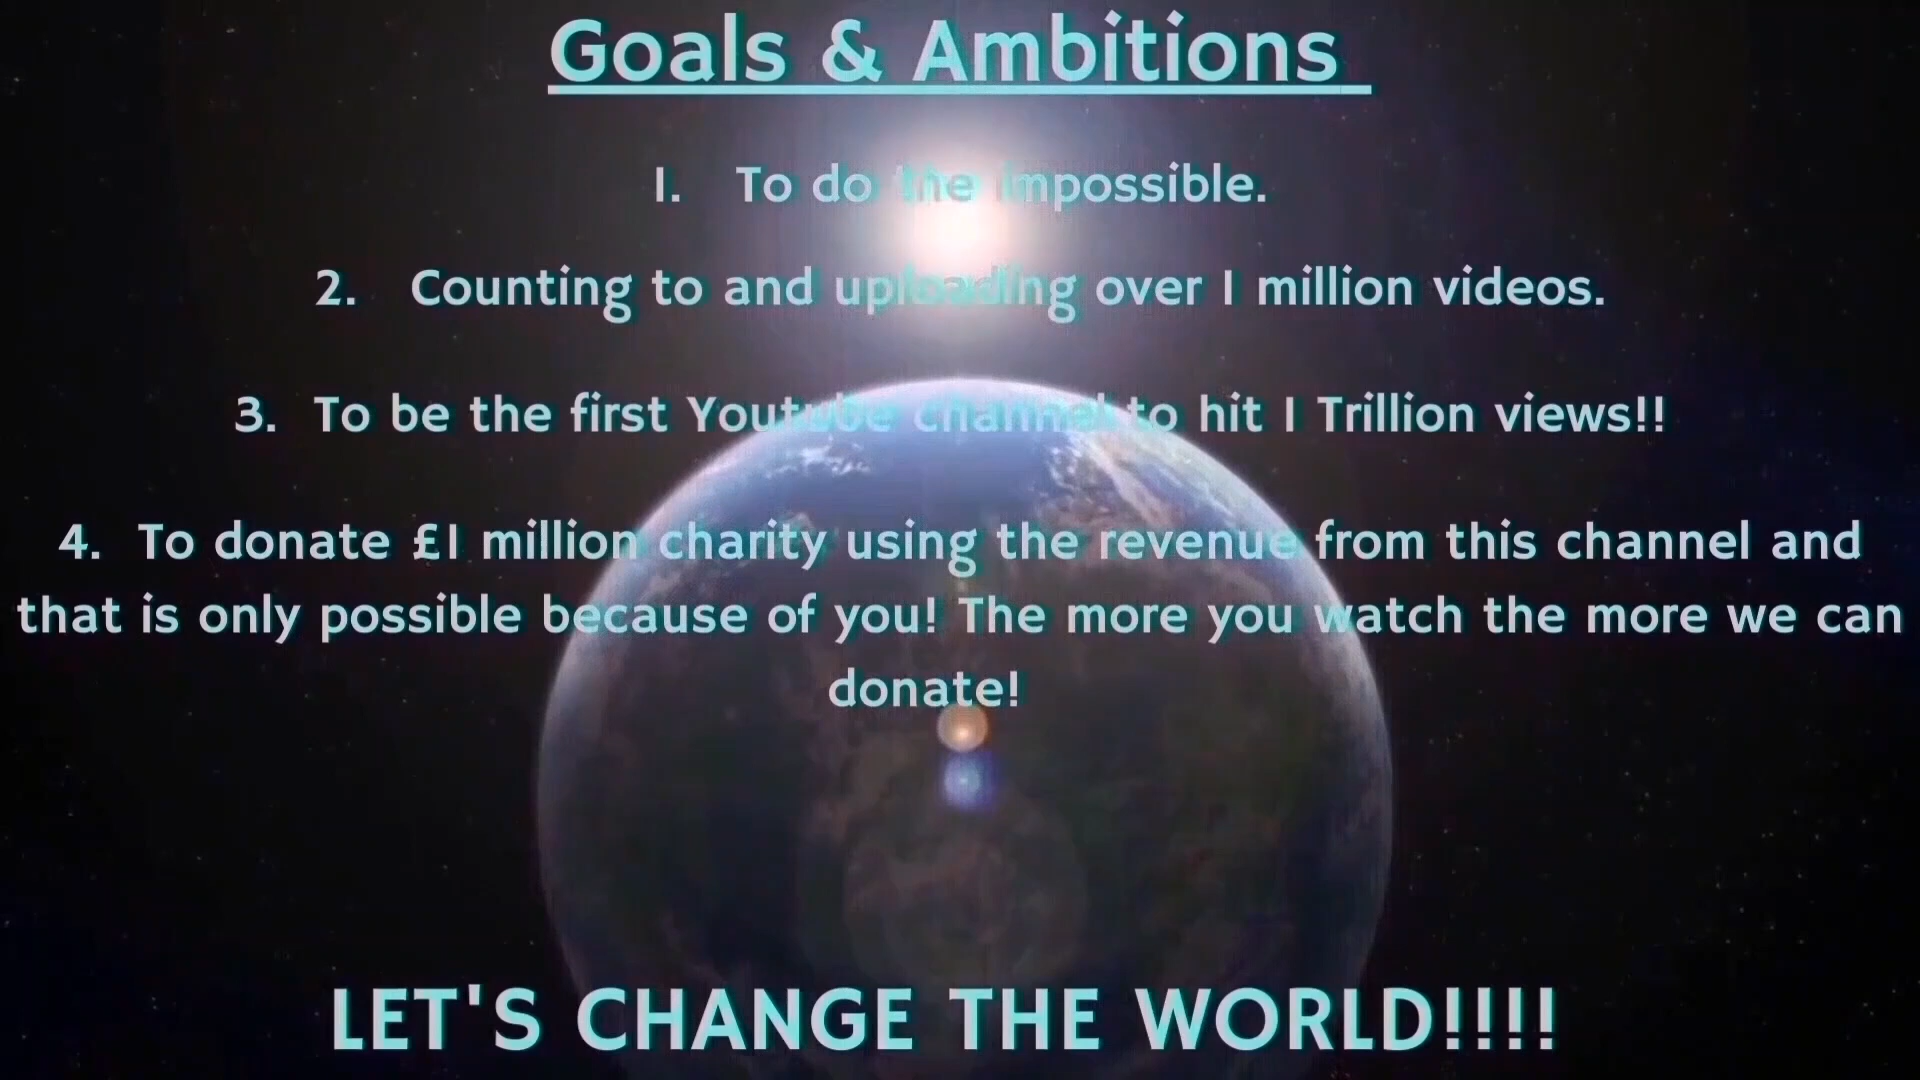 Goals & Ambitions
1. To do the impossible.
2. Counting to and uploading over 1 million videos.
3. To be the first Youtube channel to hit 1 Trillion views!!
4. To donate £1 million charity using the revenue from this channel and
that is only possible because of you! The more you watch the more we can
donate!
LET'S CHANGE THE WORLD!!!!